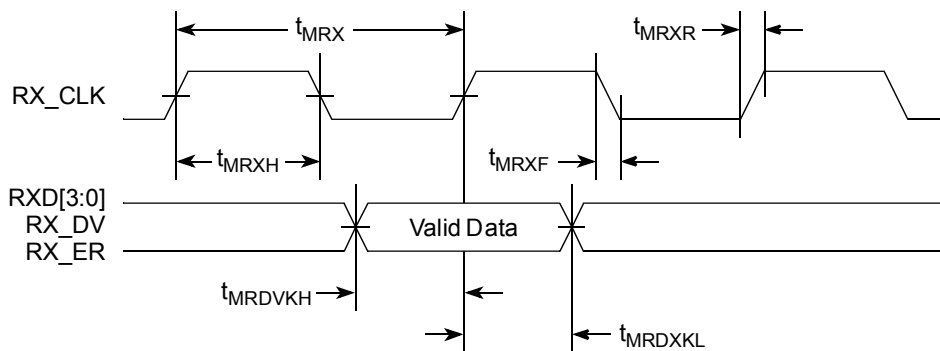 tMRX
tMRXR
RX_CLK
tMRXH
tMRXF
RXD[3:0]
RX_DV
Valid Data
RX_ER
tMRDVKH
tMRDXKL